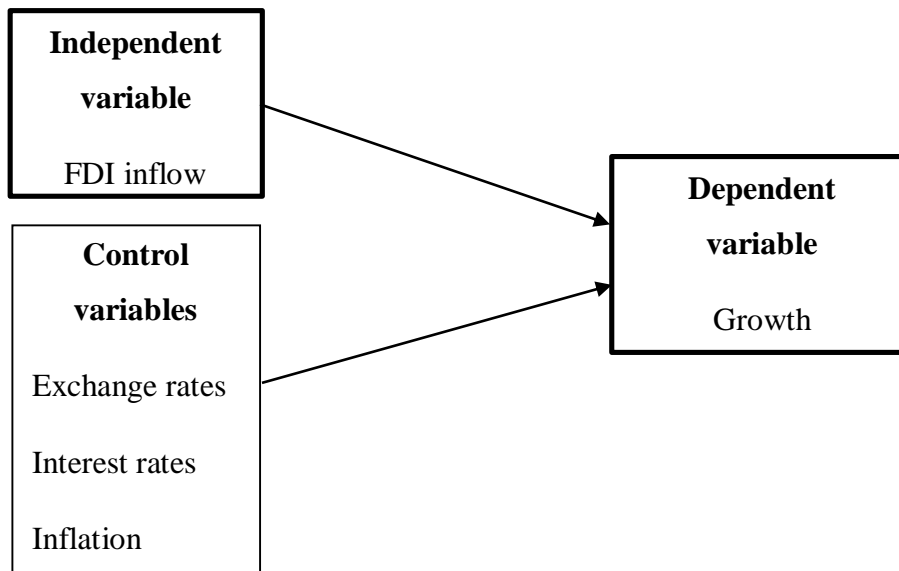 Independent
variable
FDI inflow
Control
variables
Exchange rates
Interest rates
Inflation
Dependent
variable
Growth